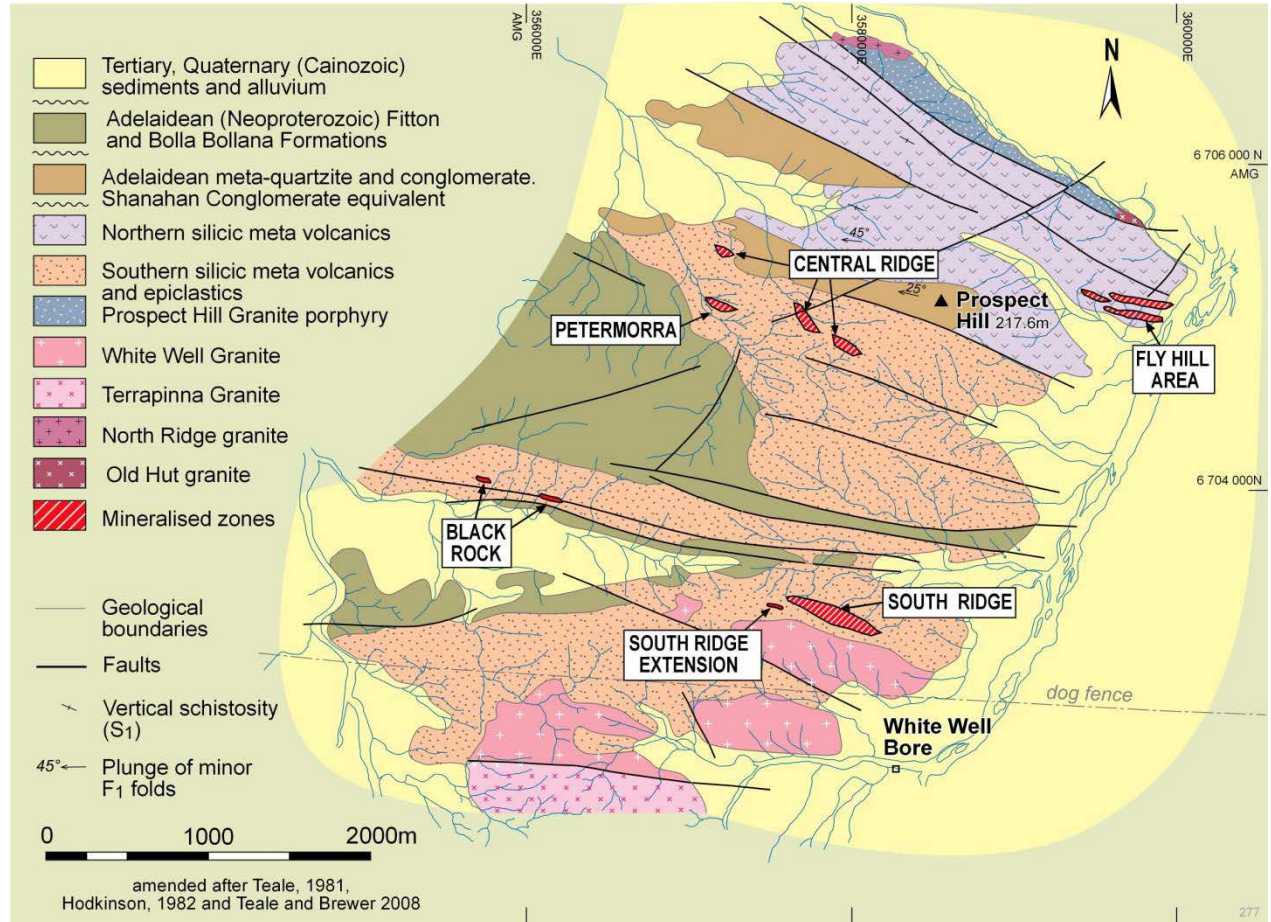 356000E
AMG
358000E
360000E
N
Tertiary, Quaternary (Cainozoic)
sediments and alluvium
Adelaidean (Neoproterozoic) Fitton
and Bolla Bollana Formations
Adelaidean meta-quartzite and conglomerate.
Shanahan Conglomerate equivalent
Northern silicic meta volcanics
Southern silicic meta volcanics
and epiclastics
Prospect Hill Granite porphyry
White Well Granite
Terrapinna Granite
North Ridge granite
Old Hut granite
Mineralised zones
Geological
boundaries
Faults
Vertical schistosity
(S1)
45°
Plunge of minor
F1 folds
0 1000 2000m
amended after Teale, 1981,
Hodkinson, 1982 and Teale and Brewer 2008
6 706 000 N
AMG
45°
CENTRAL RIDGE
25°
Prospect
Hill 217.6m
PETERMORRA
FLY HILL
AREA
6 704 000N
BLACK
ROCK
SOUTH RIDGE
SOUTH RIDGE
EXTENSION
dog fence
White Well
Bore
277